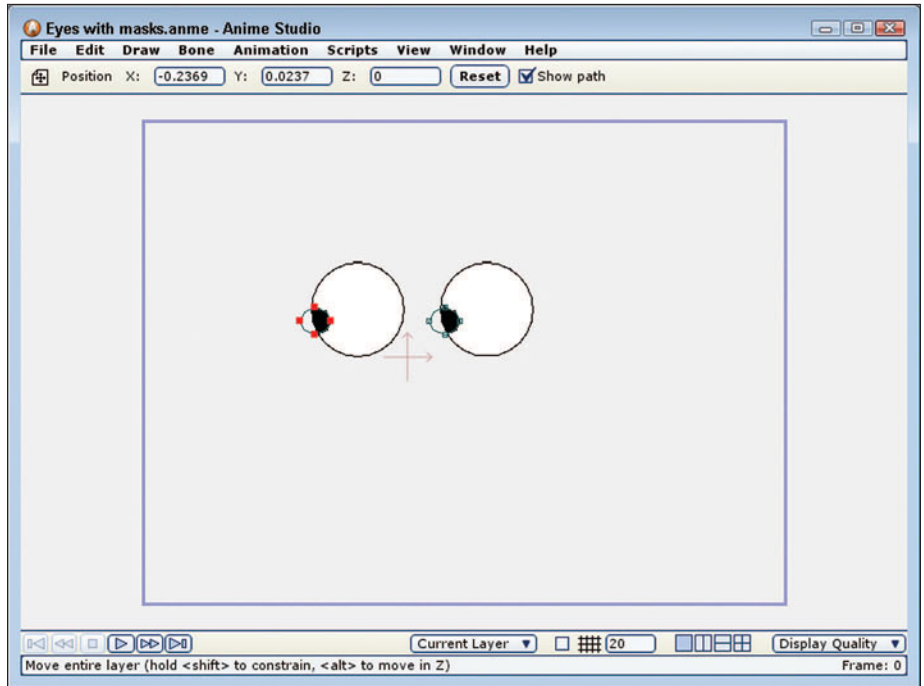 Eyes with masks.anme - Anime Studio
File Edit Draw Bone Animation Scripts View Window Help
Position X: -0.2369 Y: 0.0237 Z: 0 Reset Show path
Current Layer 20 Display Quality
Move entire layer (hold <shift> to constrain, <alt> to move in Z) Frame: 0